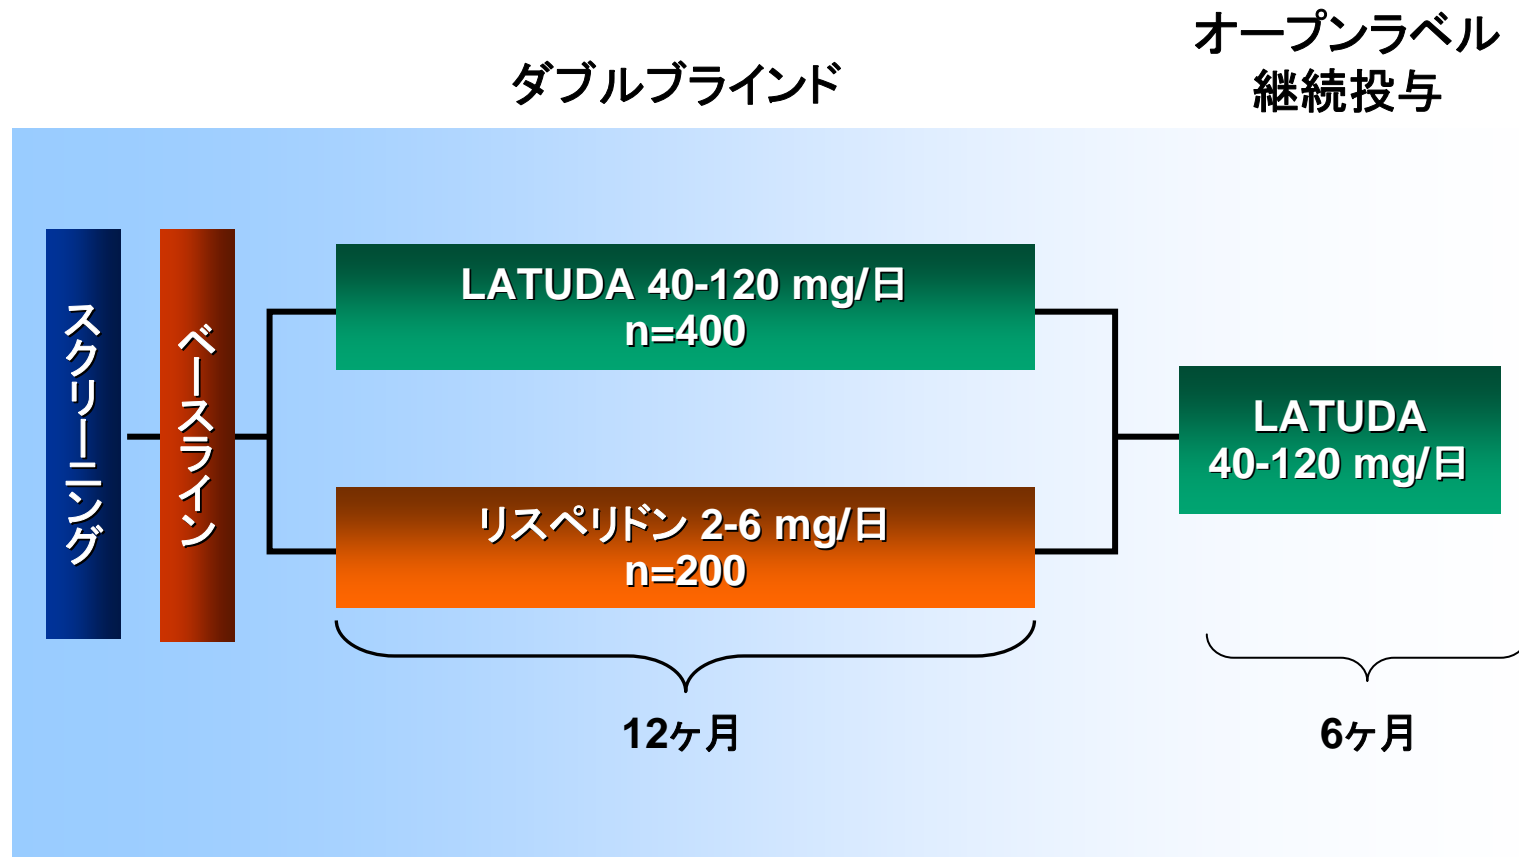 ダブルブラインド
オープンラベル
継続投与
スクリーニング
ベースライン
LATUDA 40-120 mg/日
n=400
リスペリドン 2-6 mg/日
n=200
LATUDA
40-120 mg/日
12ヶ月
6ヶ月